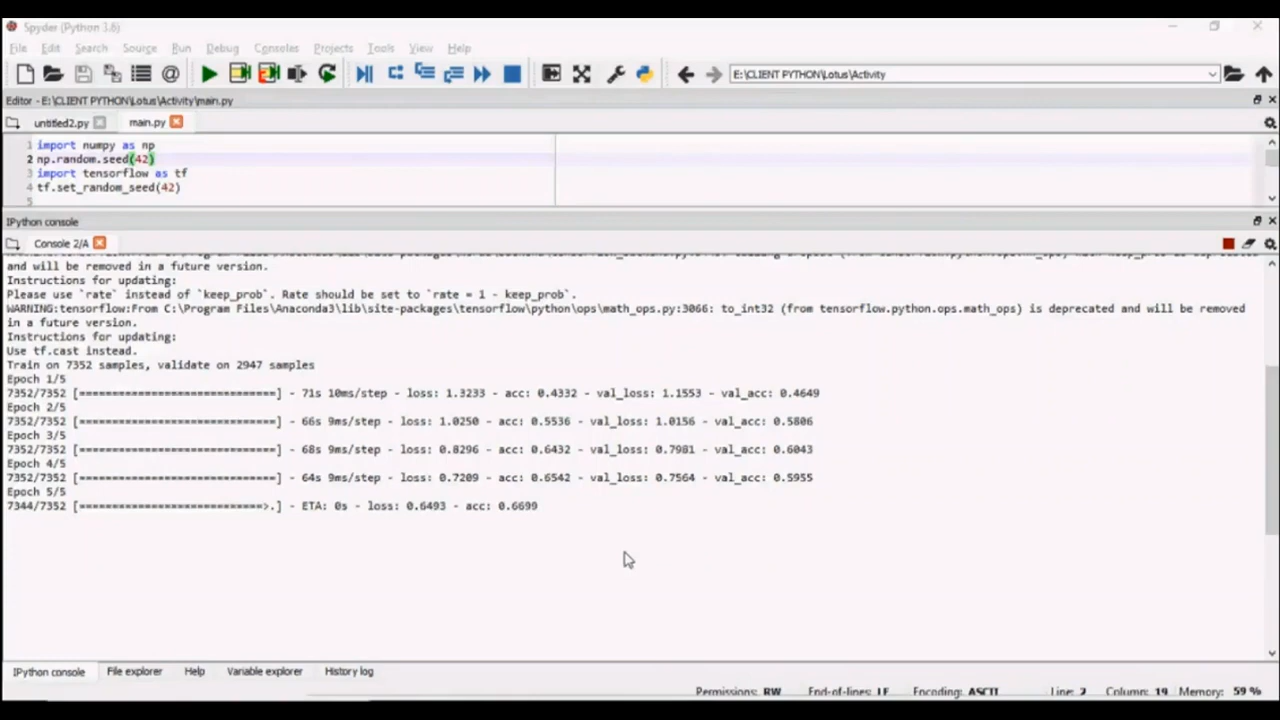 Spyder (Python 3.6)
File Edit Search Source Run Debug Consoles Projects Tools View Help
E:\CLIENT PYTHON\Lotus\Activity
Editor - E:\CLIENT PYTHON\Lotus\Activity\main.py
untitled2.py main.py
1 import numpy as np
2 np.random.seed(42)
3 import tensorflow as tf
4 tf.set_random_seed(42)
5
IPython console
Console 2/A
and will be removed in a future version.
Instructions for updating:
Please use `rate` instead of `keep_prob`. Rate should be set to `rate = 1 - keep_prob`.
WARNING:tensorflow:From C:\Program Files\Anaconda3\lib\site-packages\tensorflow\python\ops\math_ops.py:3066: to_int32 (from tensorflow.python.ops.math_ops) is deprecated and will be removed
in a future version.
Instructions for updating:
Use tf.cast instead.
Train on 7352 samples, validate on 2947 samples
Epoch 1/5
7352/7352 [==============================] - 71s 10ms/step - loss: 1.3233 - acc: 0.4332 - val_loss: 1.1553 - val_acc: 0.4649
Epoch 2/5
7352/7352 [==============================] - 66s 9ms/step - loss: 1.0250 - acc: 0.5536 - val_loss: 1.0156 - val_acc: 0.5806
Epoch 3/5
7352/7352 [==============================] - 68s 9ms/step - loss: 0.8296 - acc: 0.6432 - val_loss: 0.7981 - val_acc: 0.6043
Epoch 4/5
7352/7352 [==============================] - 64s 9ms/step - loss: 0.7209 - acc: 0.6542 - val_loss: 0.7564 - val_acc: 0.5955
Epoch 5/5
7344/7352 [============================>.] - ETA: 0s - loss: 0.6493 - acc: 0.6699
IPython console File explorer Help Variable explorer History log
Permissions: RW End-of-lines: LF Encoding: ASCII Line: 2 Column: 19 Memory: 59 %